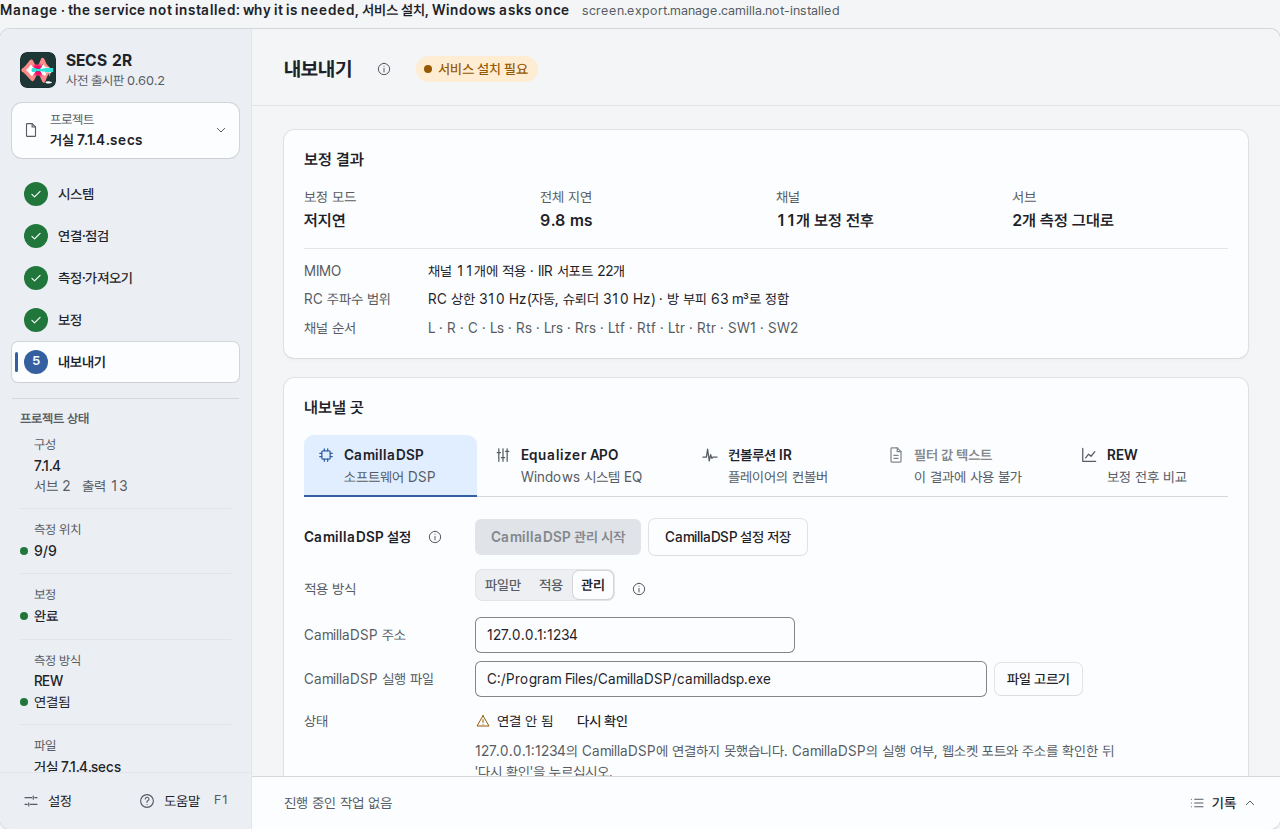 Manage · the service not installed: why it is needed, 서비스 설치, Windows asks once screen.export.manage.camilla.not-installed
SECS 2R
사전 출시판 0.60.2
프로젝트
거실 7.1.4.secs
시스템
연결·점검
측정·가져오기
보정
5 내보내기
프로젝트 상태
구성
7.1.4
서브 2 출력 13
측정 위치
9/9
보정
완료
측정 방식
REW
연결됨
파일
거실 7.1.4.secs
설정
도움말 F1
내보내기
서비스 설치 필요
보정 결과
보정 모드
저지연
전체 지연
9.8 ms
채널
11개 보정 전후
서브
2개 측정 그대로
MIMO 채널 11개에 적용 · IIR 서포트 22개
RC 주파수 범위 RC 상한 310 Hz(자동, 슈뢰더 310 Hz) · 방 부피 63 m³로 정함
채널 순서 L · R · C · Ls · Rs · Lrs · Rrs · Ltf · Rtf · Ltr · Rtr · SW1 · SW2
내보낼 곳
CamillaDSP
소프트웨어 DSP
Equalizer APO
Windows 시스템 EQ
컨볼루션 IR
플레이어의 컨볼버
필터 값 텍스트
이 결과에 사용 불가
REW
보정 전후 비교
CamillaDSP 설정 CamillaDSP 관리 시작 CamillaDSP 설정 저장
적용 방식 파일만 적용 관리
CamillaDSP 주소 127.0.0.1:1234
CamillaDSP 실행 파일 C:/Program Files/CamillaDSP/camilladsp.exe 파일 고르기
상태 연결 안 됨 다시 확인
127.0.0.1:1234의 CamillaDSP에 연결하지 못했습니다. CamillaDSP의 실행 여부, 웹소켓 포트와 주소를 확인한 뒤
'다시 확인'을 누르십시오.
진행 중인 작업 없음
기록